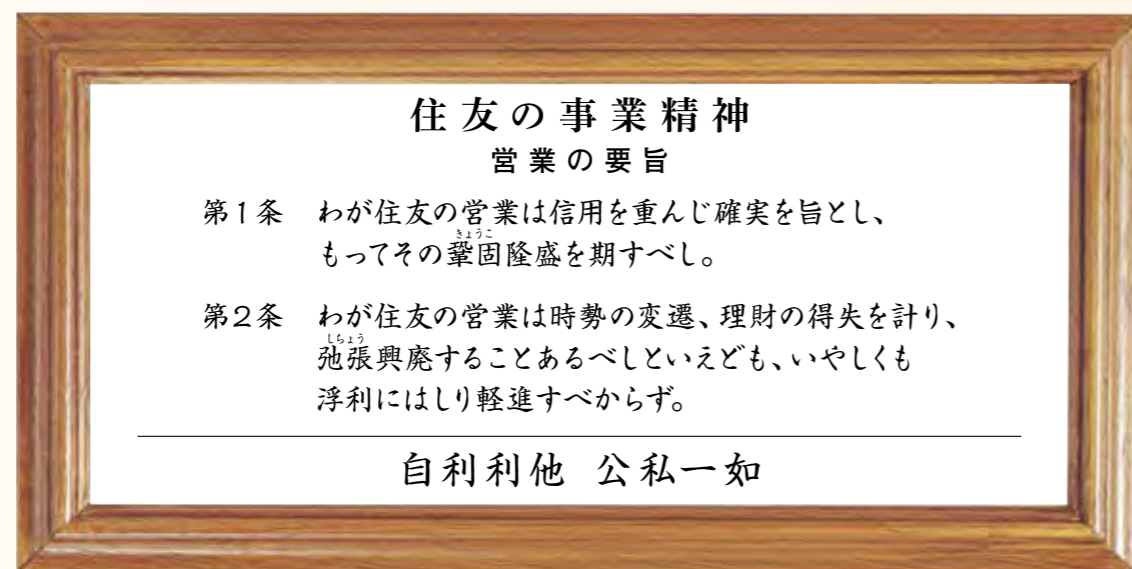 住友の事業精神
営業の要旨
第1条 わが住友の営業は信用を重んじ確実を旨とし、
きょうこ
もってその鞏固隆盛を期すべし。
第2条 わが住友の営業は時勢の変遷、理財の得失を計り、
しちょう
弛張興廃することあるべしといえども、いやしくも
浮利にはしり軽進すべからず。
自利利他 公私一如